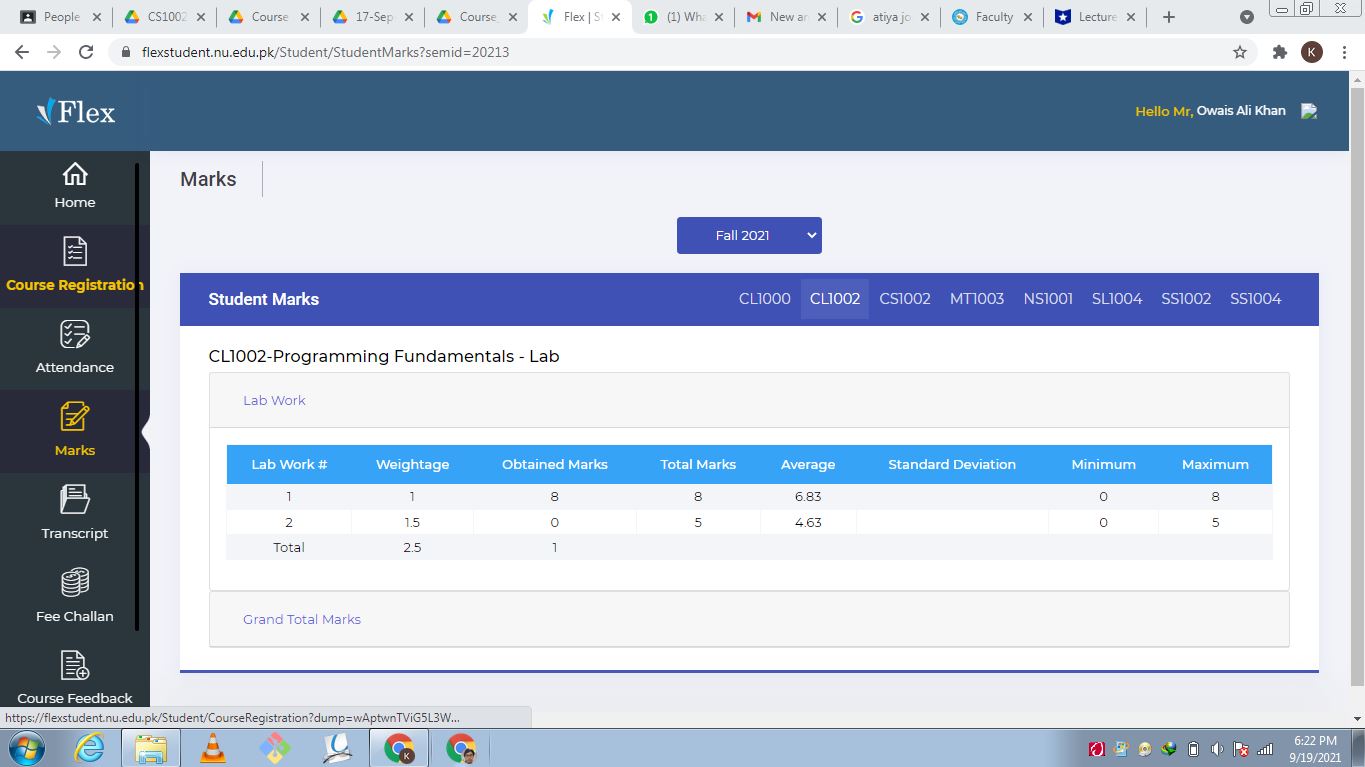 People
CS1002
Course
17-Sep
Course_
Flex | S
(1) Wha
New ar
atiya jo
Faculty
Lecture
flexstudent.nu.edu.pk/Student/StudentMarks?semid=20213
K
Flex
Hello Mr, Owais Ali Khan
Home
Course Registration
Attendance
Marks
Transcript
Fee Challan
Course Feedback
Marks
Fall 2021
Student Marks CL1000 CL1002 CS1002 MT1003 NS1001 SL1004 SS1002 SS1004
CL1002-Programming Fundamentals - Lab
Lab Work
Lab Work # Weightage Obtained Marks Total Marks Average Standard Deviation Minimum Maximum
1 1 8 8 6.83 0 8
2 1.5 0 5 4.63 0 5
Total 2.5 1
Grand Total Marks
https://flexstudent.nu.edu.pk/Student/CourseRegistration?dump=wAptwnTViG5L3W...
6:22 PM
9/19/2021